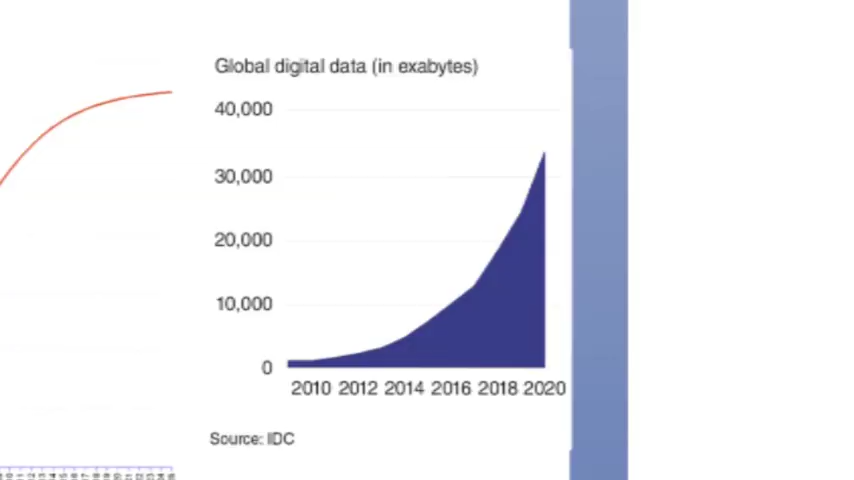 Global digital data (in exabytes)
40,000
30,000
20,000
10,000
0
2010 2012 2014 2016 2018 2020
Source: IDC